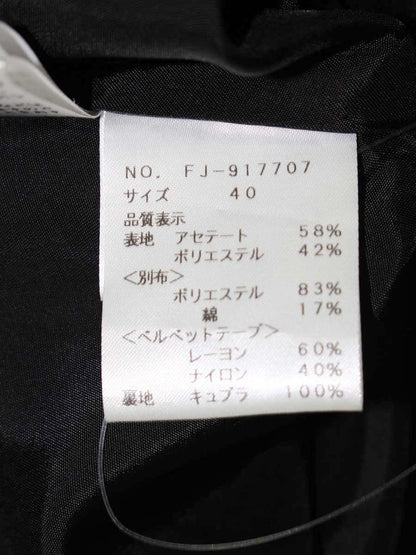 NO. FJ-917707
サイズ 40
品質表示
表地 アセテート 58%
ポリエステル 42%
<別布>
ポリエステル 83%
綿 17%
<ベルベットテープ>
レーヨン 60%
ナイロン 40%
裏地 キュプラ 100%